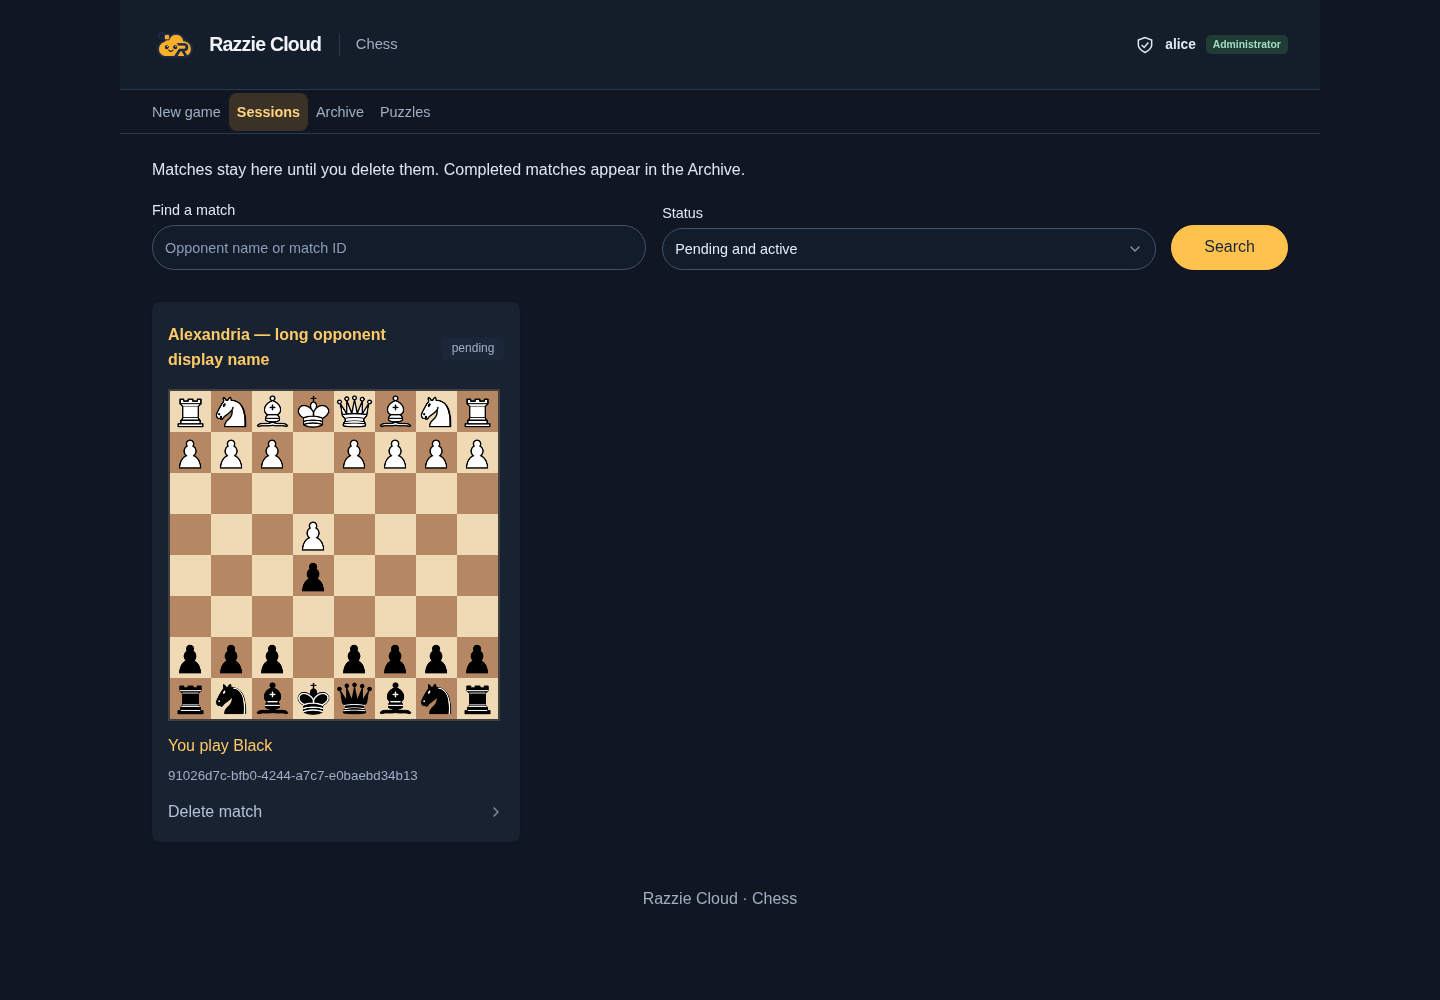 Razzie Cloud
Chess
alice
Administrator
New game
Sessions
Archive
Puzzles
Matches stay here until you delete them. Completed matches appear in the Archive.
Find a match
Opponent name or match ID
Status
Pending and active
Search
Alexandria — long opponent
display name
pending
You play Black
91026d7c-bfb0-4244-a7c7-e0baebd34b13
Delete match
Razzie Cloud · Chess